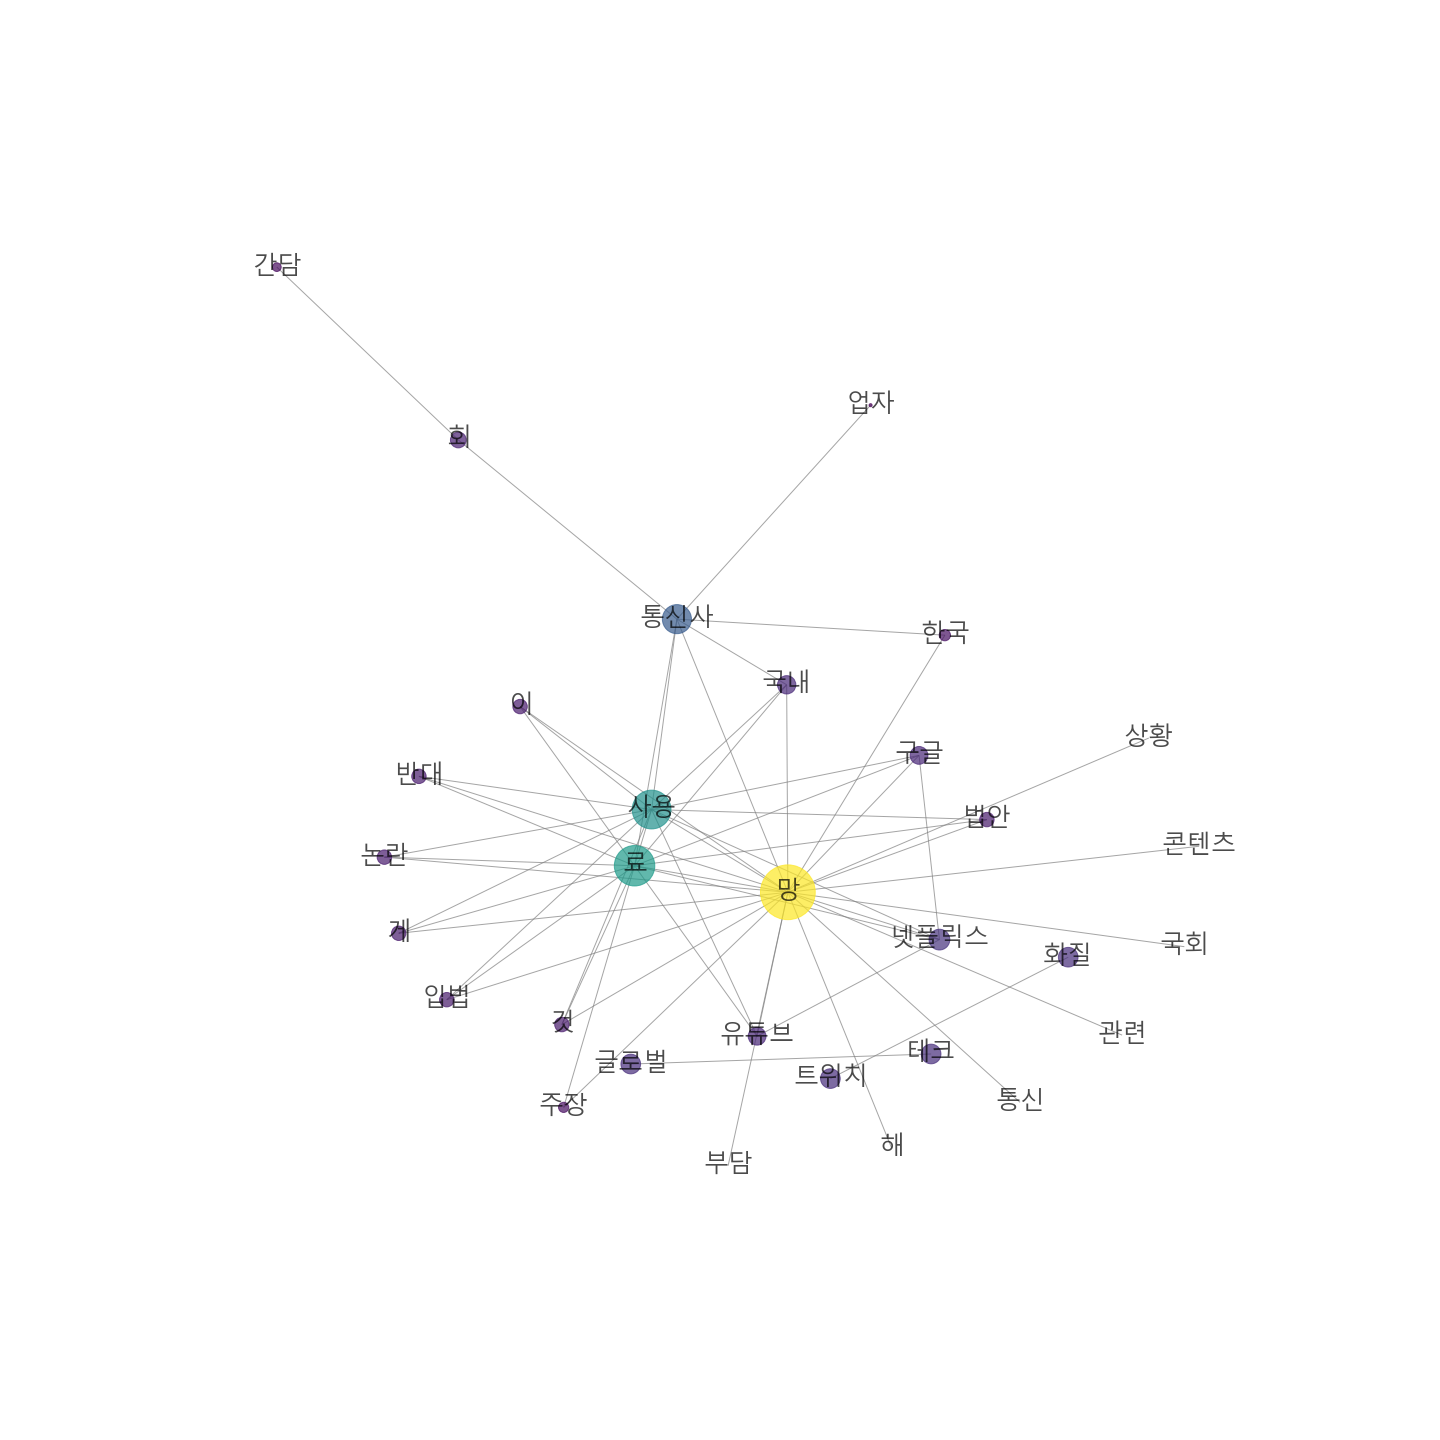 간담
업자
회
통신사
한국
국내
이
상황
구글
반대
사용
법안
콘텐츠
논란
료
망
게
넷플릭스
국회
화질
입법
것
유튜브
관련
테크
글로벌
트위치
통신
주장
해
부담